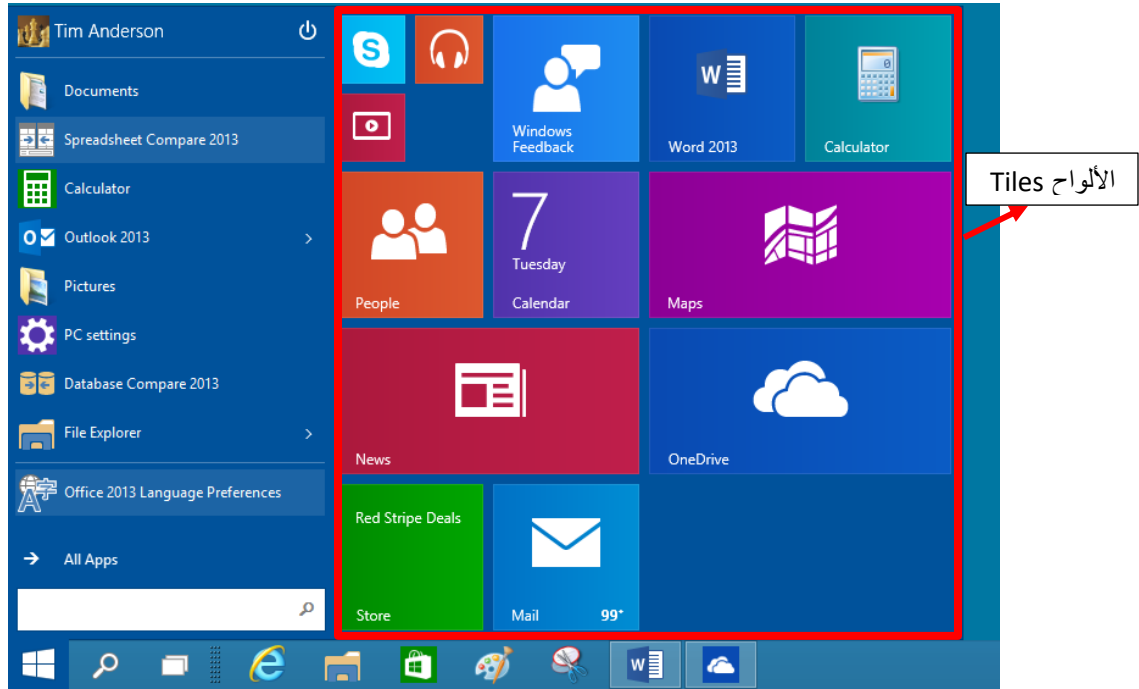 Tim Anderson
Documents
Spreadsheet Compare 2013
Calculator
Outlook 2013
Pictures
PC settings
Database Compare 2013
File Explorer
Office 2013 Language Preferences
All Apps
S
Windows
Feedback
W
Word 2013
0
Calculator
People
7
Tuesday
Calendar
Maps
News
OneDrive
Red Stripe Deals
Store
Mail 99+
الألواح Tiles